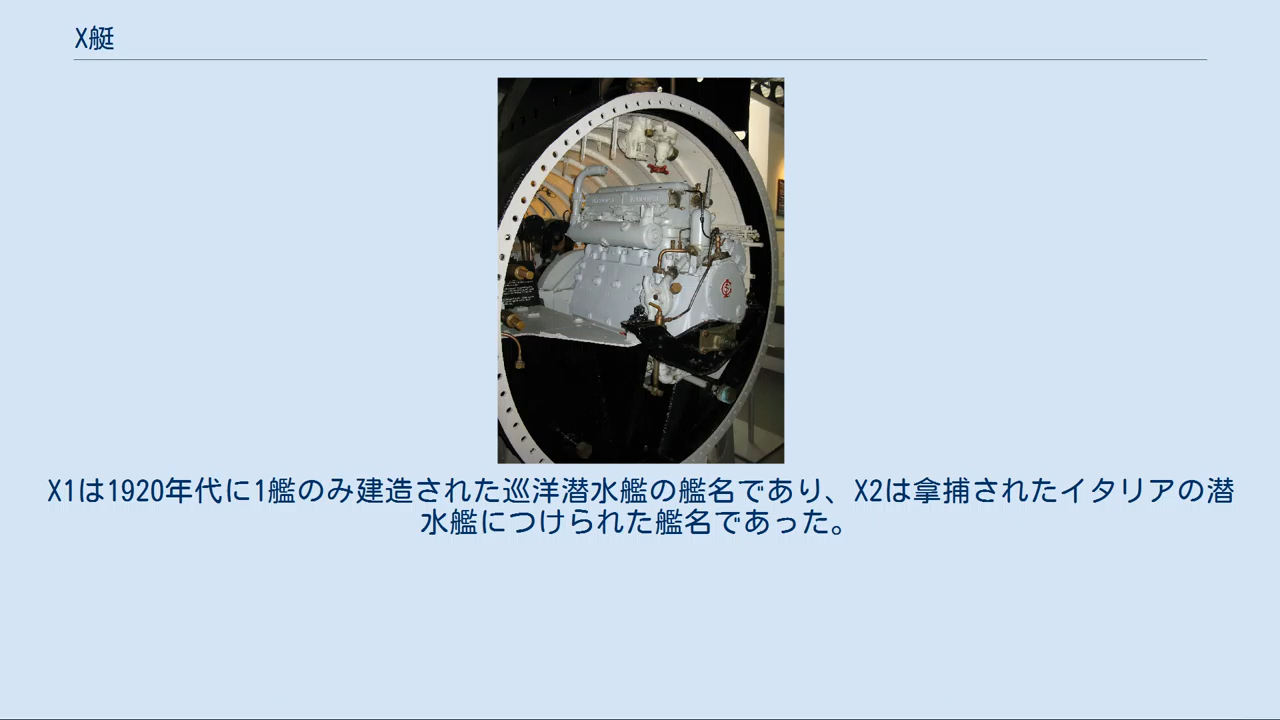 X艇
X1は1920年代に1艦のみ建造された巡洋潜水艦の艦名であり、X2は拿捕されたイタリアの潜
水艦につけられた艦名であった。